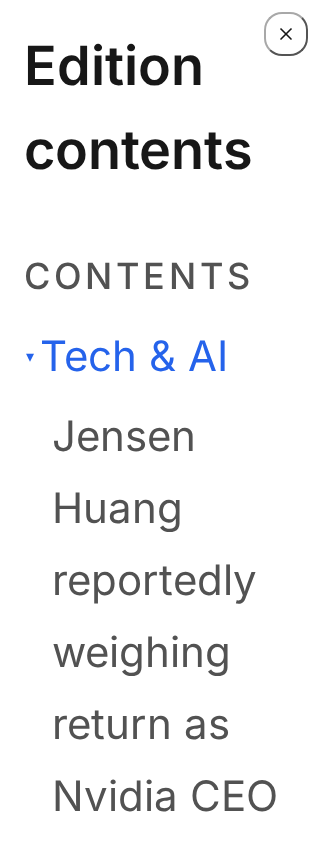 Edition
contents
CONTENTS
Tech & AI
Jensen
Huang
reportedly
weighing
return as
Nvidia CEO